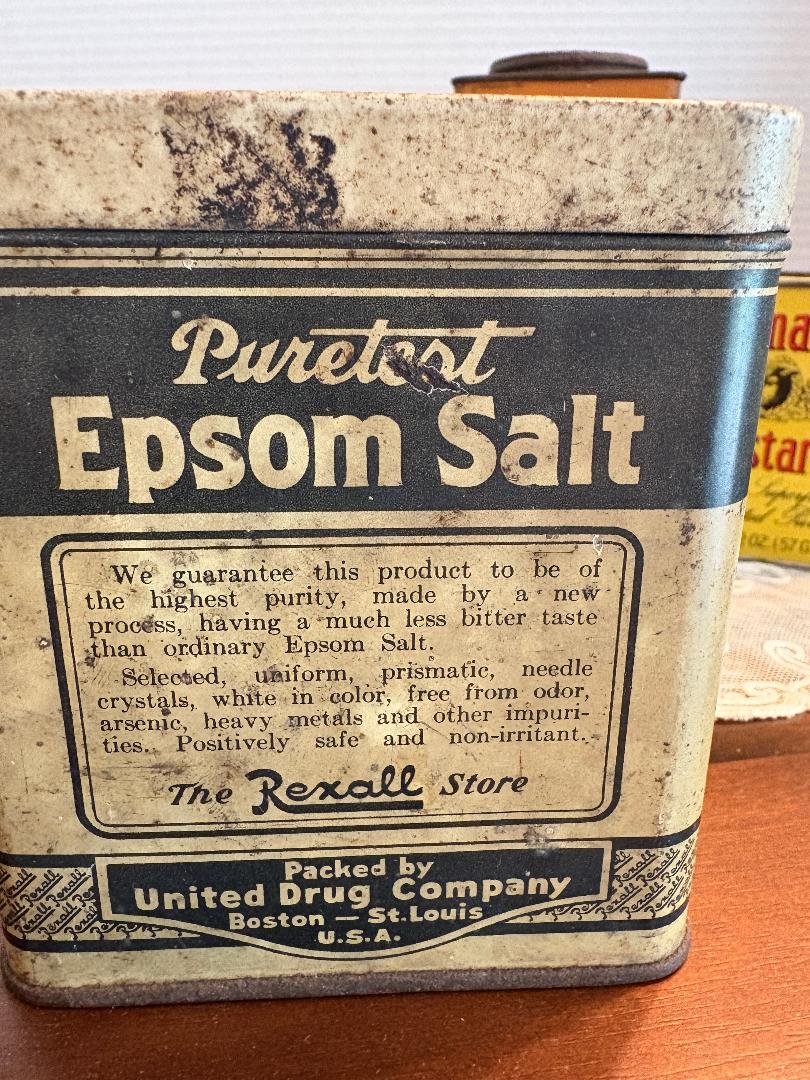 Puretest
Epsom Salt
We guarantee this product to be of
the highest purity, made by a new
process, having a much less bitter taste
than ordinary Epsom Salt.
Selected, uniform, prismatic, needle
crystals, white in color, free from odor,
arsenic, heavy metals and other impuri-
ties. Positively safe and non-irritant.
The Rexall Store
Packed by
United Drug Company
Boston — St. Louis
U.S.A.
Rexall Rexall Rexall